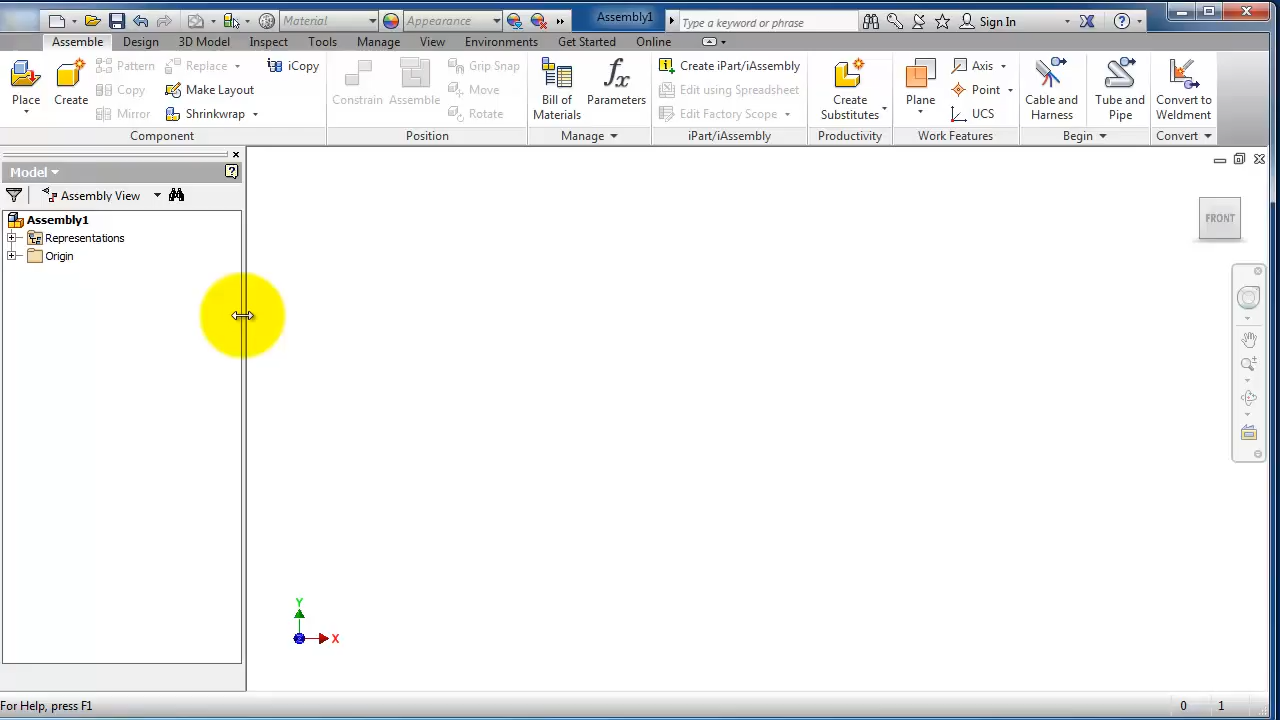 Material
Appearance
Assembly1
Type a keyword or phrase
Sign In
Assemble
Design
3D Model
Inspect
Tools
Manage
View
Environments
Get Started
Online
Place
Create
Pattern
Copy
Mirror
Replace
Make Layout
Shrinkwrap
iCopy
Component
Constrain
Assemble
Grip Snap
Move
Rotate
Position
Bill of
Materials
fx
Parameters
Manage
Create iPart/iAssembly
Edit using Spreadsheet
Edit Factory Scope
iPart/iAssembly
Create
Substitutes
Productivity
Plane
Axis
Point
UCS
Work Features
Cable and
Harness
Tube and
Pipe
Begin
Convert to
Weldment
Convert
Model
Assembly View
Assembly1
Representations
Origin
FRONT
Y
Z
X
For Help, press F1
0
1